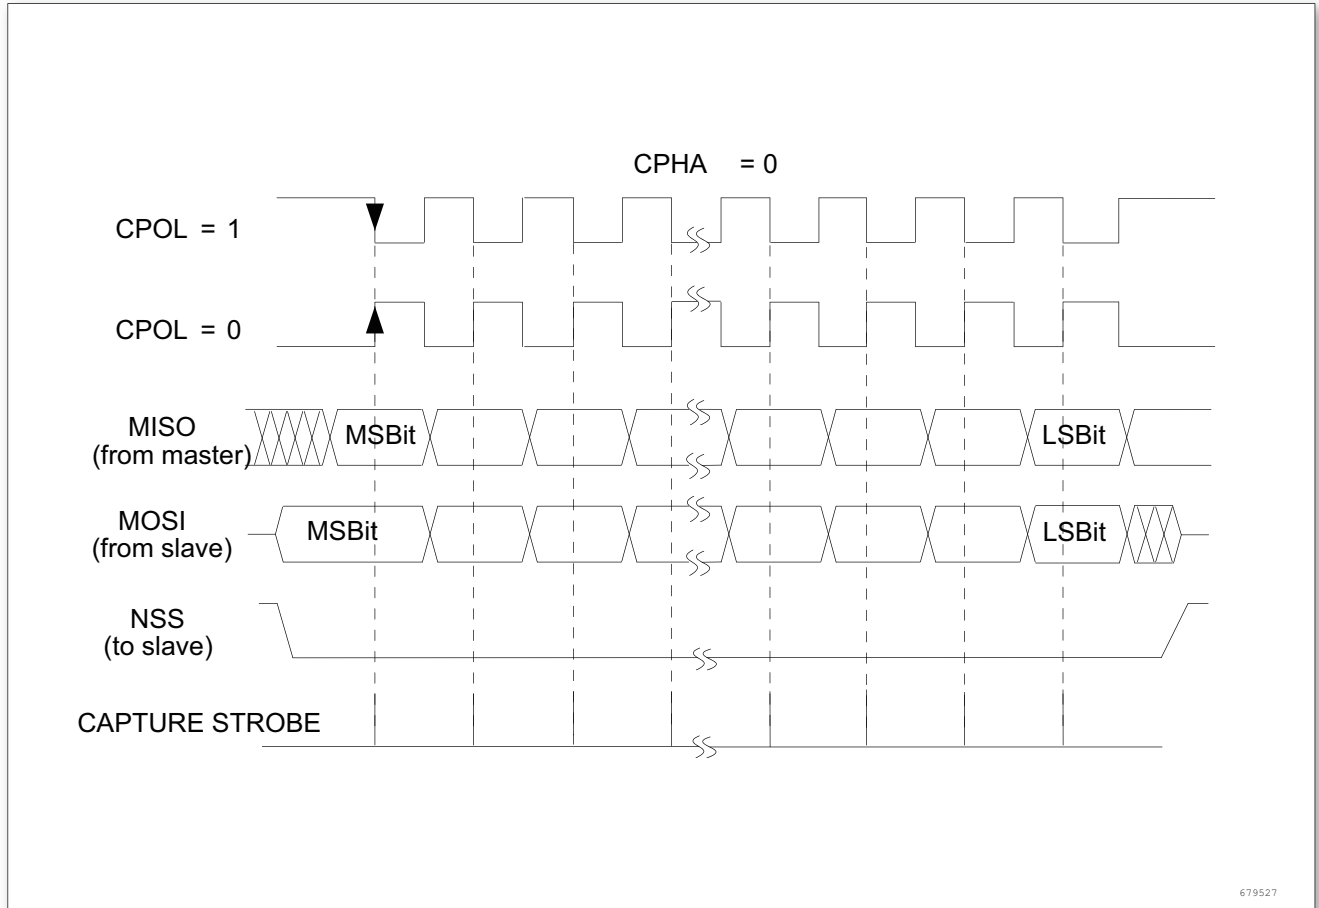 CPHA = 0
CPOL = 1
CPOL = 0
MISO
(from master)
MSBit
LSBit
MOSI
(from slave)
MSBit
LSBit
NSS
(to slave)
CAPTURE STROBE
679527